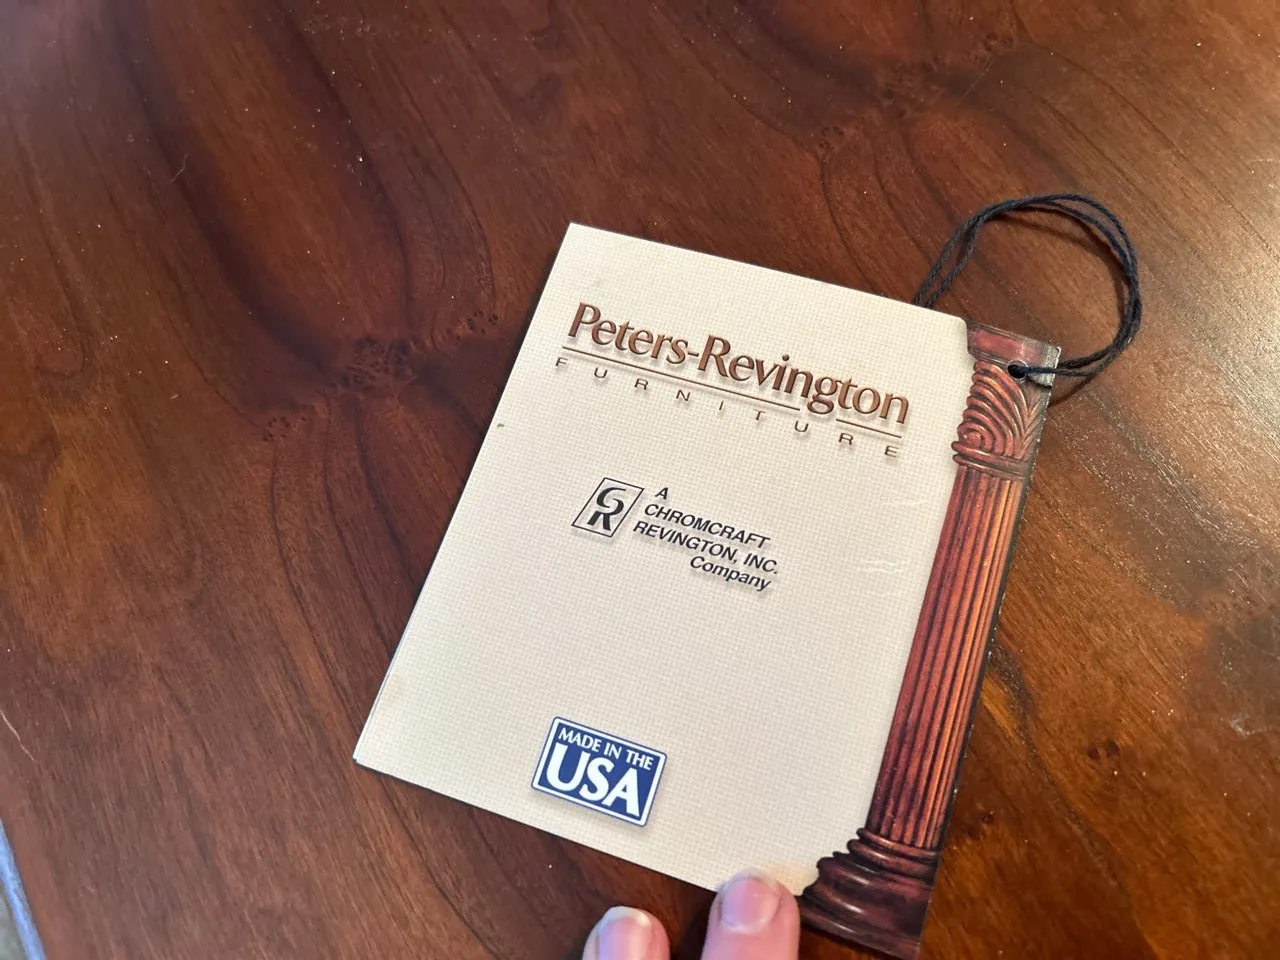 Peters-Revington
FURNITURE
CR
A
CHROMCRAFT
REVINGTON, INC.
Company
MADE IN THE
USA